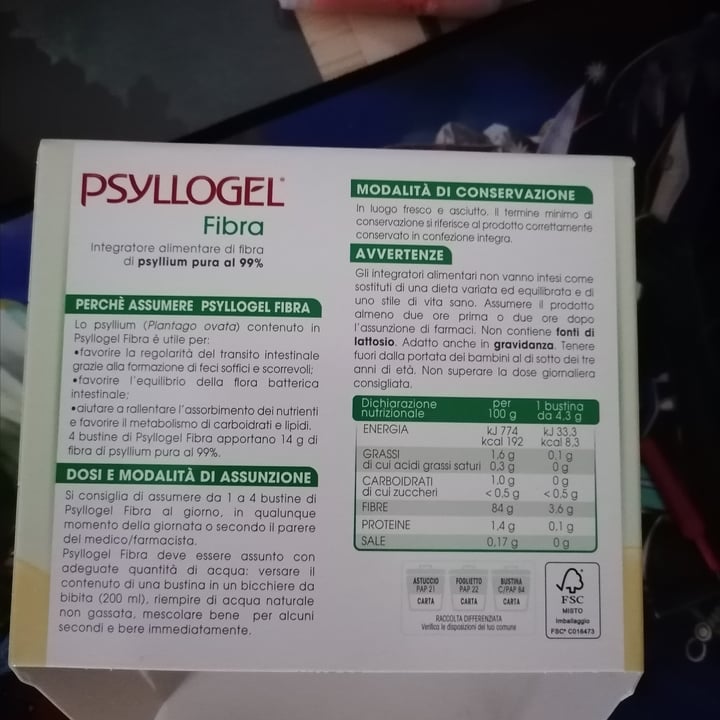 PSYLLOGEL®
Fibra
Integratore alimentare di fibra
di psyllium pura al 99%
PERCHÈ ASSUMERE PSYLLOGEL FIBRA
Lo psyllium (Plantago ovata) contenuto in
Psyllogel Fibra è utile per:
•favorire la regolarità del transito intestinale
grazie alla formazione di feci soffici e scorrevoli;
•favorire l'equilibrio della flora batterica
intestinale;
•aiutare a rallentare l'assorbimento dei nutrienti
e favorire il metabolismo di carboidrati e lipidi.
4 bustine di Psyllogel Fibra apportano 14 g di
fibra di psyllium pura al 99%.
DOSI E MODALITÀ DI ASSUNZIONE
Si consiglia di assumere da 1 a 4 bustine di
Psyllogel Fibra al giorno, in qualunque
momento della giornata o secondo il parere
del medico/farmacista.
Psyllogel Fibra deve essere assunto con
adeguate quantità di acqua: versare il
contenuto di una bustina in un bicchiere da
bibita (200 ml), riempire di acqua naturale
non gassata, mescolare bene per alcuni
secondi e bere immediatamente.
MODALITÀ DI CONSERVAZIONE
In luogo fresco e asciutto. Il termine minimo di
conservazione si riferisce al prodotto correttamente
conservato in confezione integra.
AVVERTENZE
Gli integratori alimentari non vanno intesi come
sostituti di una dieta variata ed equilibrata e di
uno stile di vita sano. Assumere il prodotto
almeno due ore prima o due ore dopo
l'assunzione di farmaci. Non contiene fonti di
lattosio. Adatto anche in gravidanza. Tenere
fuori dalla portata dei bambini al di sotto dei tre
anni di età. Non superare la dose giornaliera
consigliata.
Dichiarazione nutrizionale per 100 g 1 bustina da 4,3 g
ENERGIA kJ 774 kJ 33,3
kcal 192 kcal 8,3
GRASSI 1,6 g 0,1 g
di cui acidi grassi saturi 0,3 g 0 g
CARBOIDRATI 1,0 g 0 g
di cui zuccheri < 0,5 g < 0,5 g
FIBRE 84 g 3,6 g
PROTEINE 1,4 g 0,1 g
SALE 0,17 g 0 g
ASTUCCIO FOGLIETTO BUSTINA
PAP 21 PAP 22 C/PAP 84
CARTA CARTA CARTA
RACCOLTA DIFFERENZIATA
Verifica le disposizioni del tuo comune
FSC
MISTO
Imballaggio
FSC® C016473